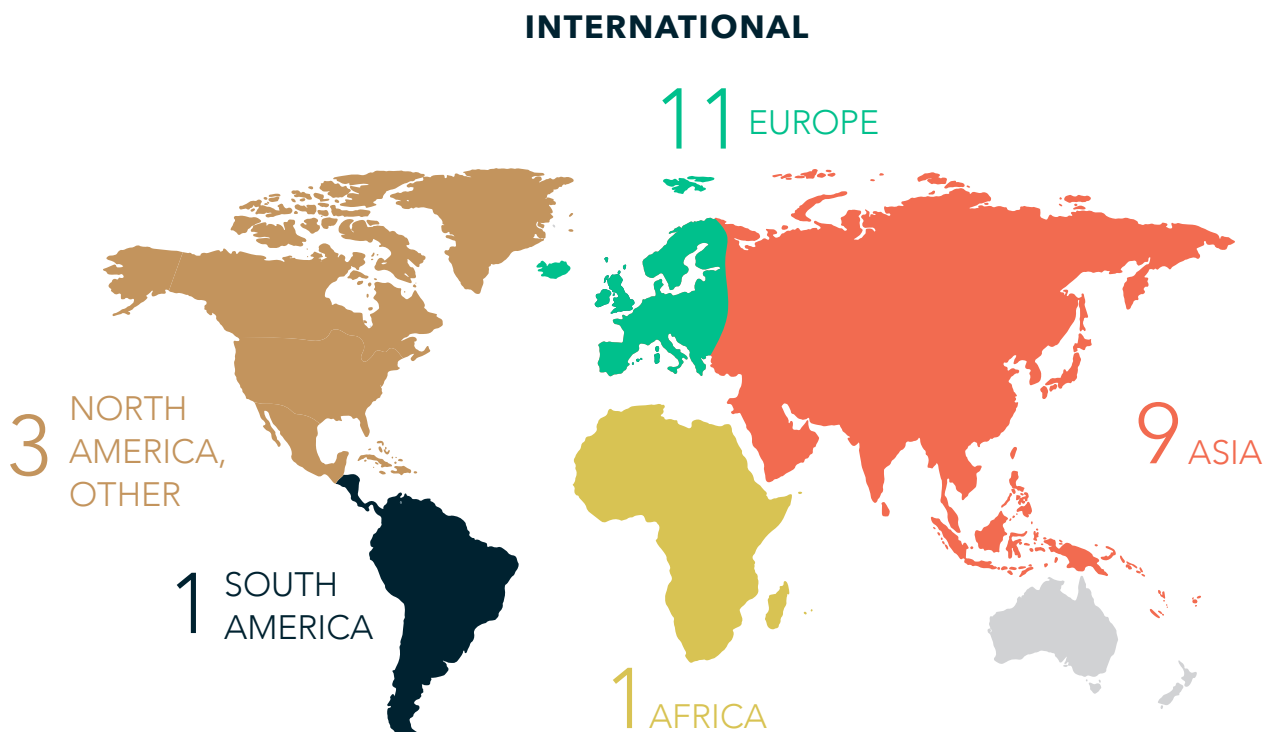 INTERNATIONAL
11 EUROPE
3 NORTH
AMERICA,
OTHER
9 ASIA
1 SOUTH
AMERICA
1 AFRICA